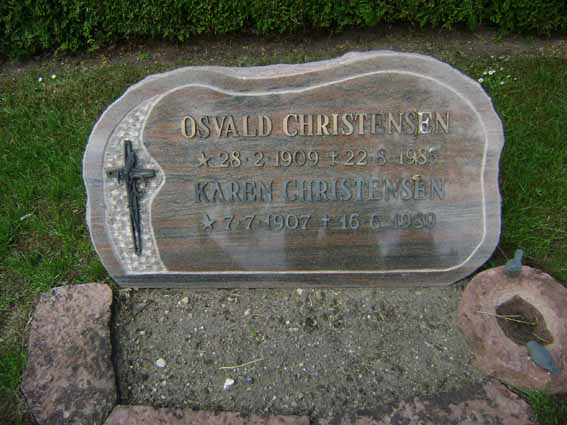 OSVALD CHRISTENSEN
★ 28·2·1909 + 22·8·1985
KAREN CHRISTENSEN
★ 7·7·1907 + 16·6·1989